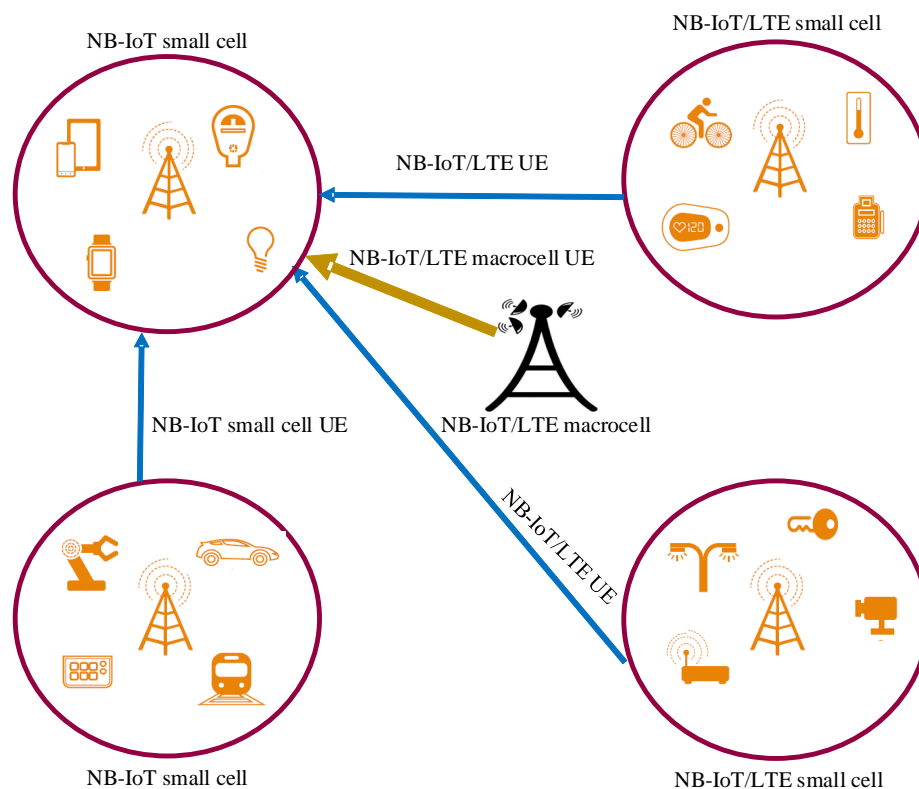 NB-IoT small cell
NB-IoT/LTE small cell
NB-IoT/LTE UE
120
NB-IoT/LTE macrocell UE
NB-IoT small cell UE
NB-IoT/LTE macrocell
NB-IoT/LTE UE
NB-IoT small cell
NB-IoT/LTE small cell